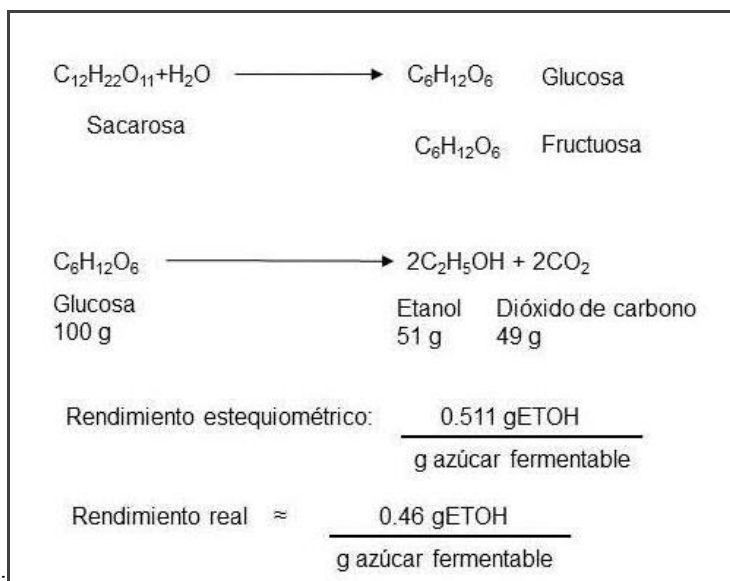 C₁₂H₂₂O₁₁+H₂O ⟶ C₆H₁₂O₆ Glucosa
Sacarosa
C₆H₁₂O₆ Fructuosa
C₆H₁₂O₆ ⟶ 2C₂H₅OH + 2CO₂
Glucosa Etanol Dióxido de carbono
100 g 51 g 49 g
Rendimiento estequiométrico: 0.511 gETOH
g azúcar fermentable
Rendimiento real ≈ 0.46 gETOH
g azúcar fermentable